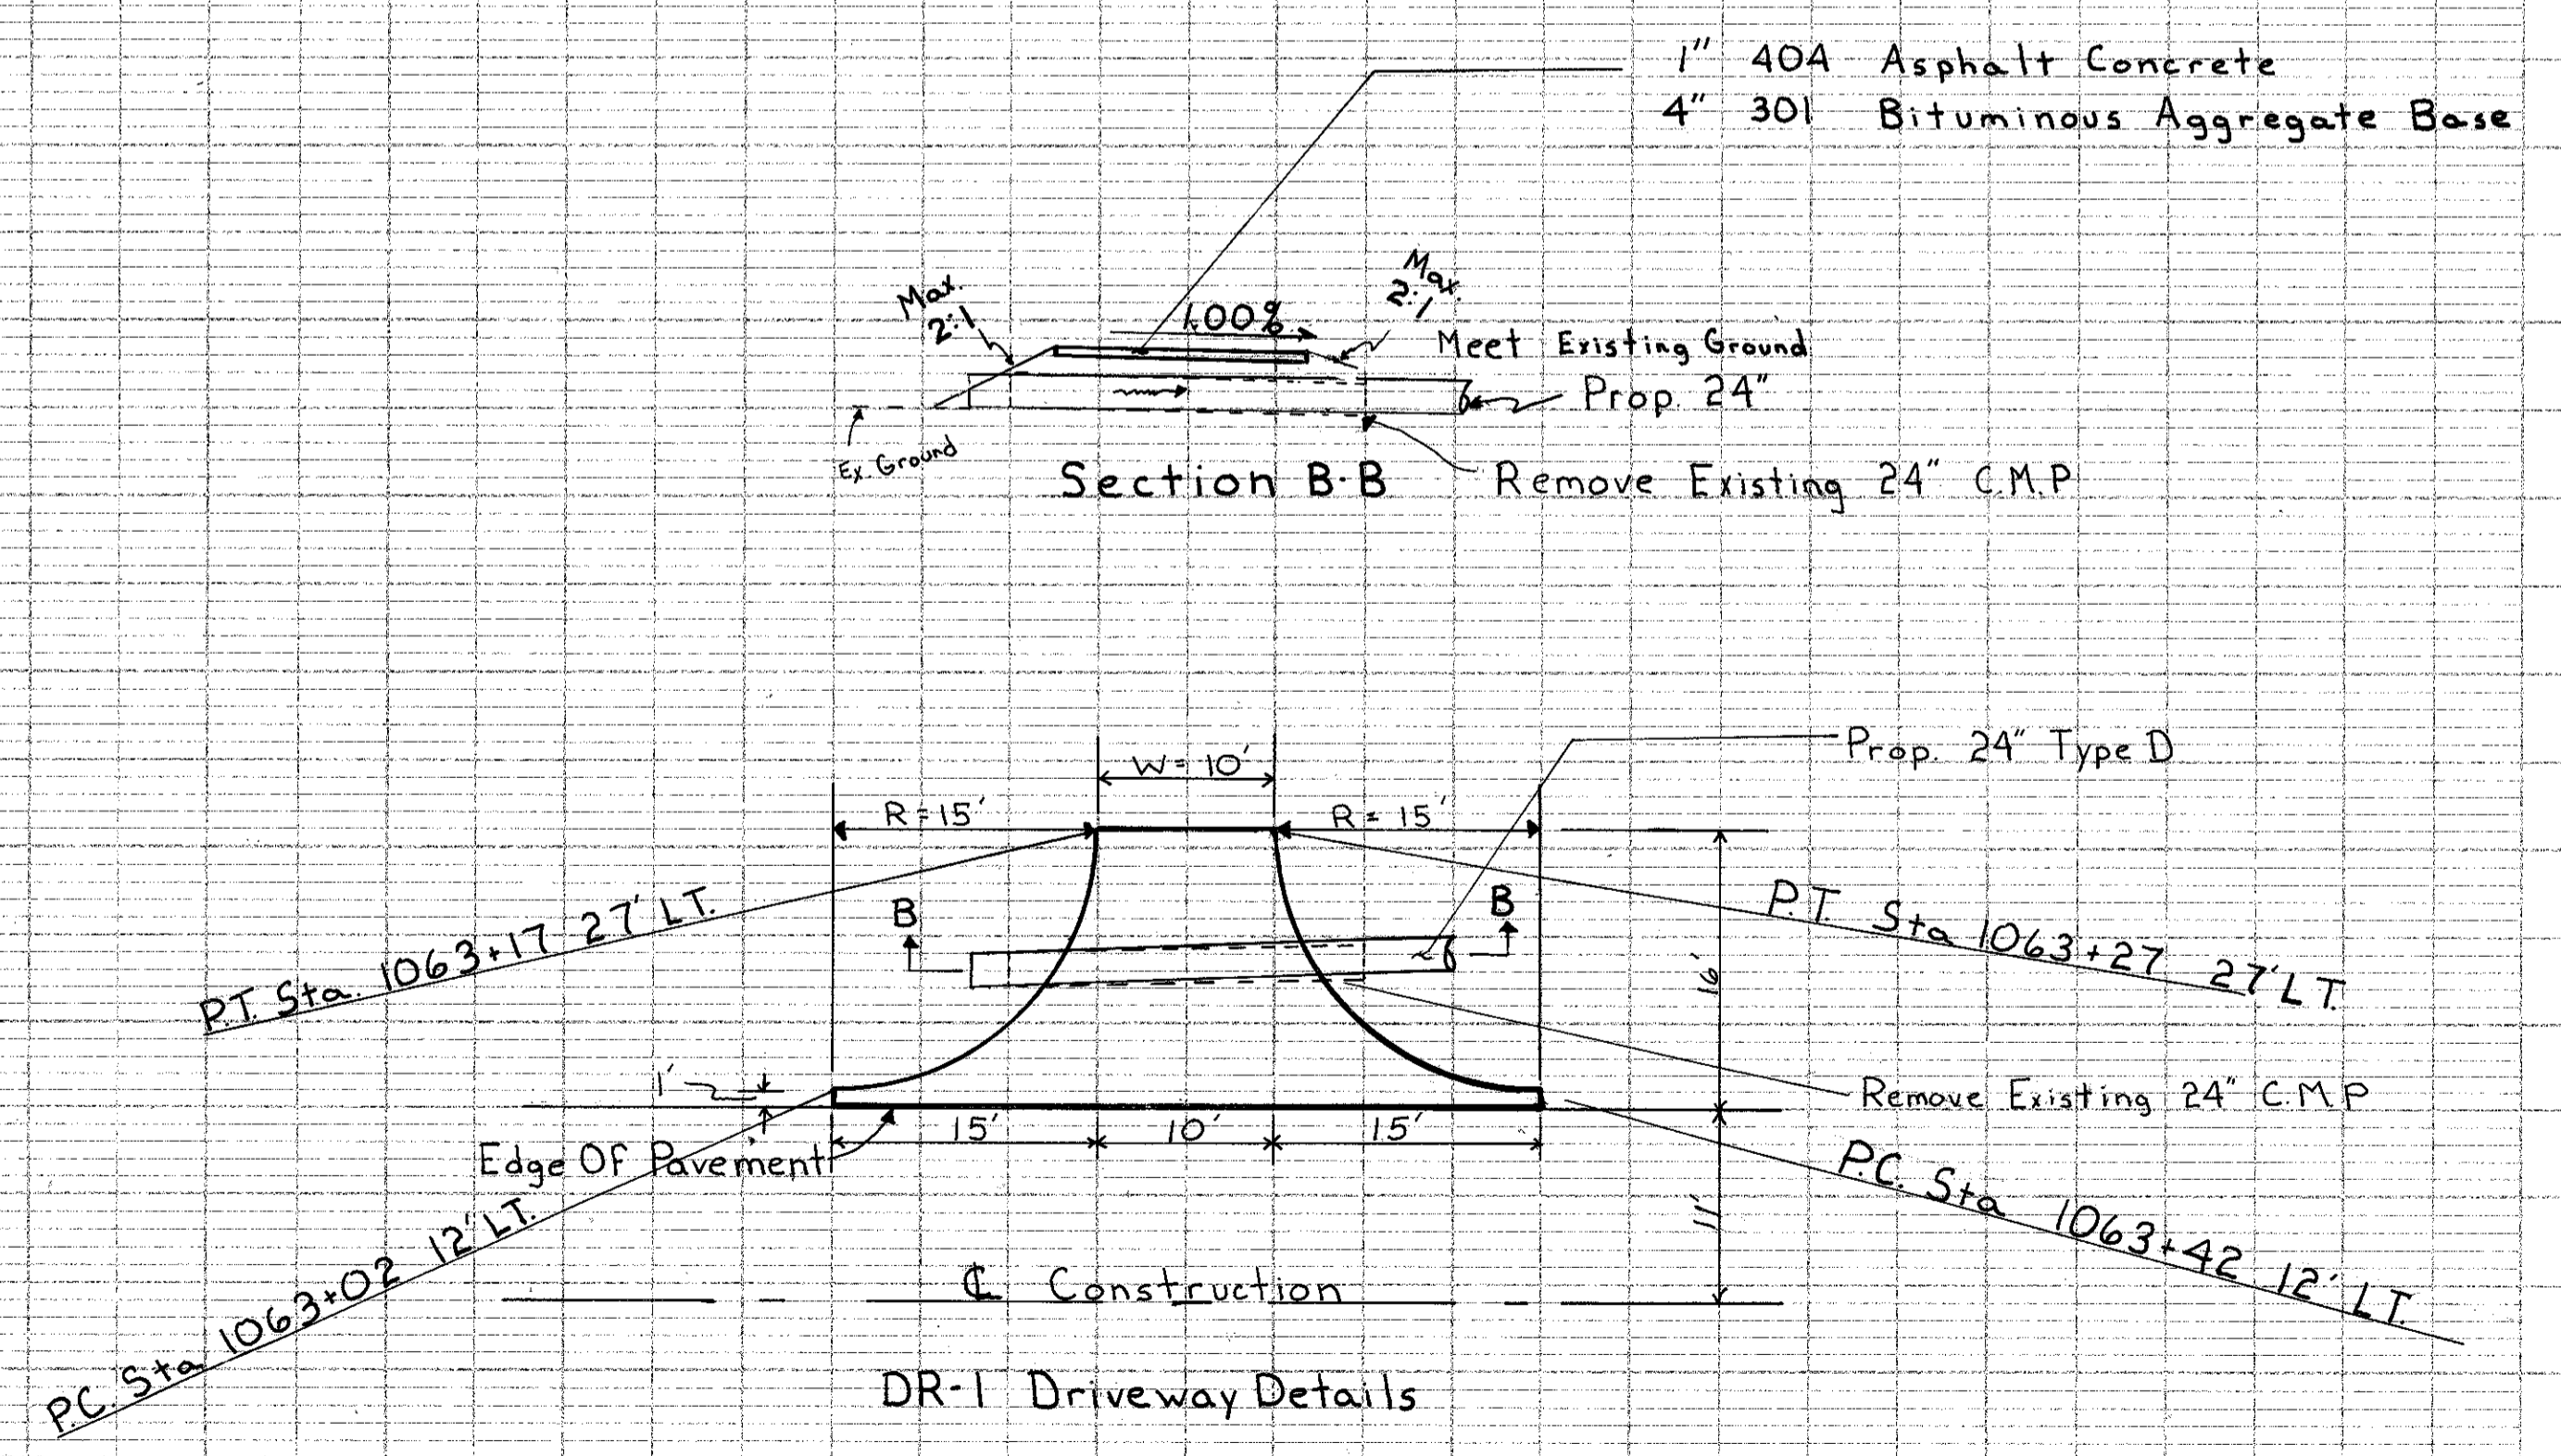 1" 404 Asphalt Concrete
4" 301 Bituminous Aggregate Base
Max.
2:1
1.00%
Max.
2:1
Meet Existing Ground
Prop. 24"
Ex. Ground
Section B-B
Remove Existing 24" C.M.P
Prop. 24" Type D
W = 10'
R = 15'
R = 15'
P.T. Sta. 1063+17 27' LT.
B
B
P.T. Sta 1063+27 27' LT.
16'
1'
Remove Existing 24" C.M.P
15'
10'
15'
Edge Of Pavement
P.C. Sta 1063+42 12' LT.
11'
P.C. Sta 1063+02 12' LT.
℄ Construction
DR-1 Driveway Details